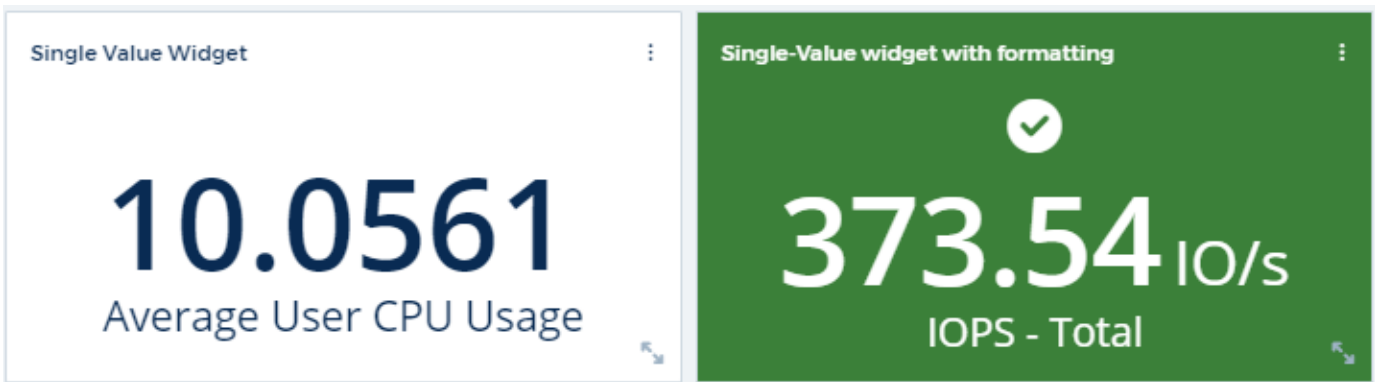 Single Value Widget
10.0561
Average User CPU Usage
Single-Value widget with formatting
373.54 IO/s
IOPS - Total